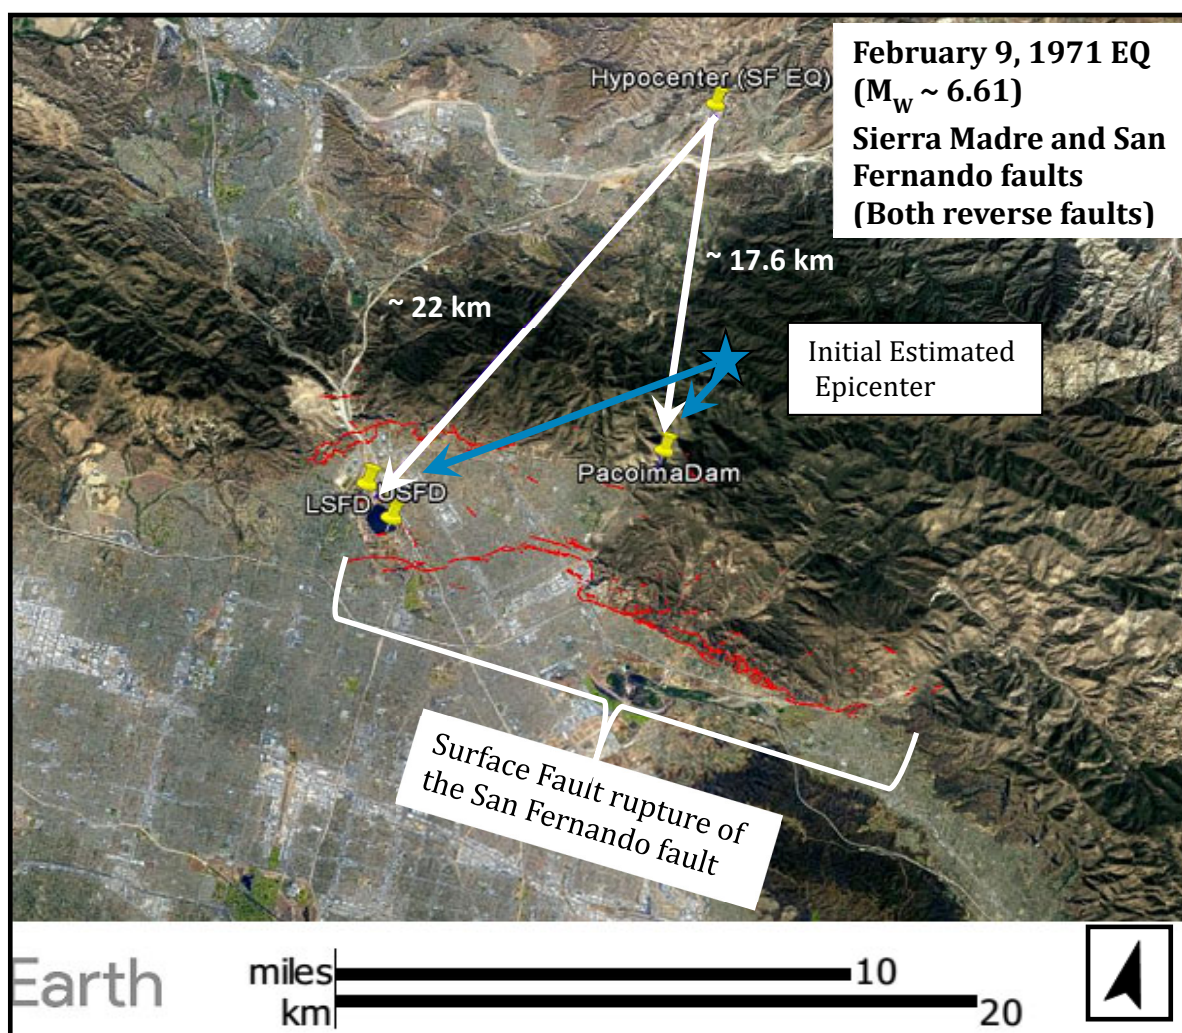 February 9, 1971 EQ
(MW ~ 6.61)
Sierra Madre and San
Fernando faults
(Both reverse faults)
Hypocenter (SF EQ)
~ 17.6 km
~ 22 km
Initial Estimated
Epicenter
PacoimaDam
LSFD USFD
Surface Fault rupture of
the San Fernando fault
Earth
miles 10
km 20